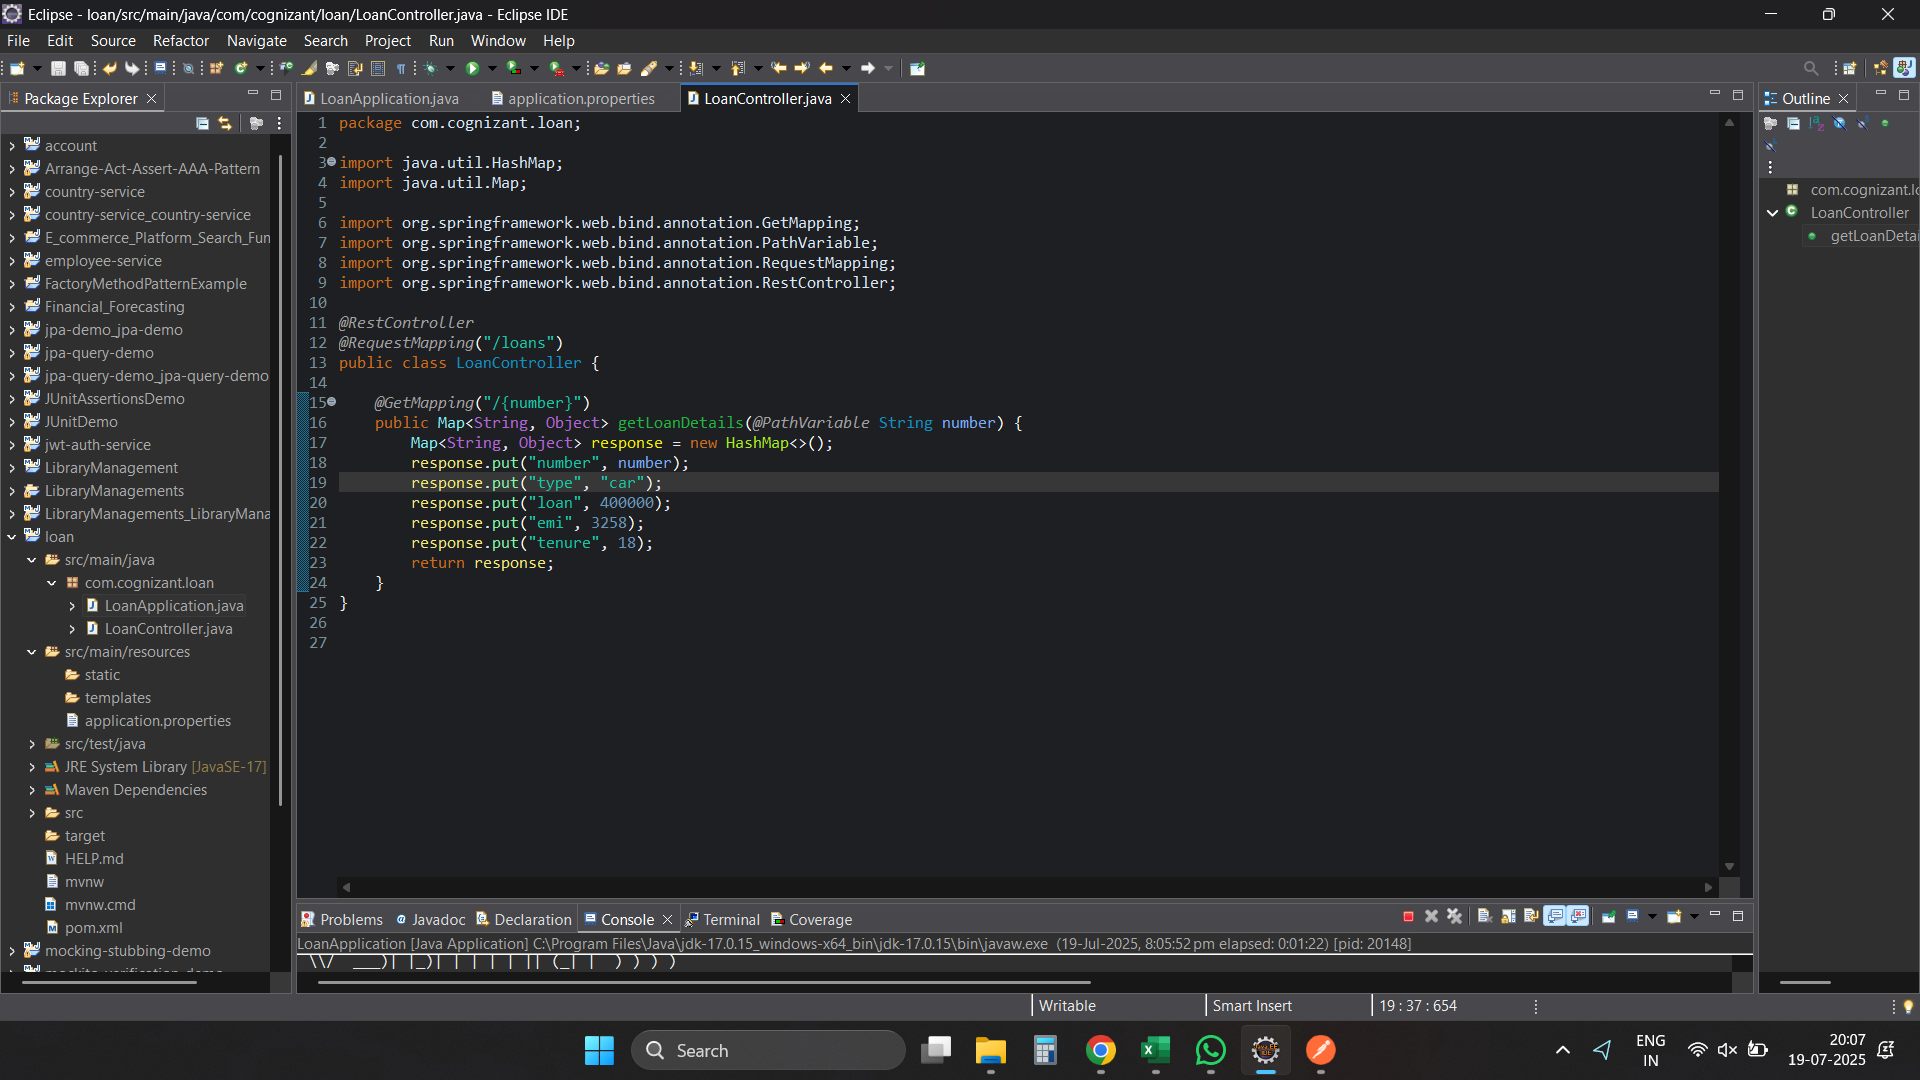 Eclipse - loan/src/main/java/com/cognizant/loan/LoanController.java - Eclipse IDE
File Edit Source Refactor Navigate Search Project Run Window Help
Package Explorer
account
Arrange-Act-Assert-AAA-Pattern
country-service
country-service_country-service
E_commerce_Platform_Search_Fun
employee-service
FactoryMethodPatternExample
Financial_Forecasting
jpa-demo_jpa-demo
jpa-query-demo
jpa-query-demo_jpa-query-demo
JUnitAssertionsDemo
JUnitDemo
jwt-auth-service
LibraryManagement
LibraryManagements
LibraryManagements_LibraryMana
loan
src/main/java
com.cognizant.loan
LoanApplication.java
LoanController.java
src/main/resources
static
templates
application.properties
src/test/java
JRE System Library [JavaSE-17]
Maven Dependencies
src
target
HELP.md
mvnw
mvnw.cmd
pom.xml
mocking-stubbing-demo
LoanApplication.java application.properties LoanController.java
1 package com.cognizant.loan;
2
3 import java.util.HashMap;
4 import java.util.Map;
5
6 import org.springframework.web.bind.annotation.GetMapping;
7 import org.springframework.web.bind.annotation.PathVariable;
8 import org.springframework.web.bind.annotation.RequestMapping;
9 import org.springframework.web.bind.annotation.RestController;
10
11 @RestController
12 @RequestMapping("/loans")
13 public class LoanController {
14
15 @GetMapping("/{number}")
16 public Map<String, Object> getLoanDetails(@PathVariable String number) {
17 Map<String, Object> response = new HashMap<>();
18 response.put("number", number);
19 response.put("type", "car");
20 response.put("loan", 400000);
21 response.put("emi", 3258);
22 response.put("tenure", 18);
23 return response;
24 }
25 }
26
27
Outline
com.cognizant.lo
LoanController
getLoanDetai
Problems Javadoc Declaration Console Terminal Coverage
LoanApplication [Java Application] C:\Program Files\Java\jdk-17.0.15_windows-x64_bin\jdk-17.0.15\bin\javaw.exe (19-Jul-2025, 8:05:52 pm elapsed: 0:01:22) [pid: 20148]
\\/  ___)| |_)| | | | | || (_| |  ) ) ) )
Writable Smart Insert 19 : 37 : 654
Search
ENG
IN
20:07
19-07-2025